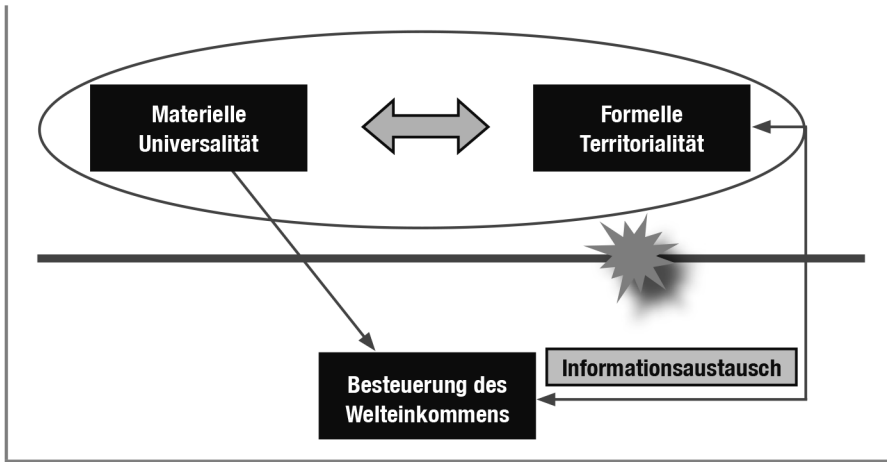 Materielle
Universalität
Formelle
Territorialität
Informationsaustausch
Besteuerung des
Welteinkommens